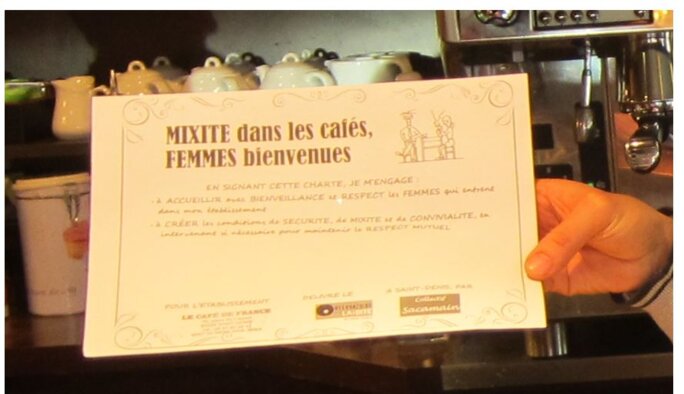 MIXITE dans les cafés,
FEMMES bienvenues
EN SIGNANT CETTE CHARTE, JE M'ENGAGE :
- à ACCUEILLIR avec BIENVEILLANCE et RESPECT les FEMMES qui entrent
dans mon établissement
- à CRÉER les conditions de SECURITE, de MIXITE et de CONVIVIALITE, en
intervenant si nécessaire pour maintenir le RESPECT MUTUEL
POUR L'ETABLISSEMENT
DELIVRE LE
A SAINT-DENIS, PAR
LE CAFÉ DE FRANCE
Collectif
Sacamain